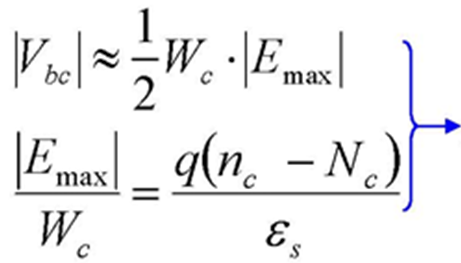 |V_bc| ≈ 1/2 W_c · |E_max|
|E_max| / W_c = q(n_c − N_c) / ε_s